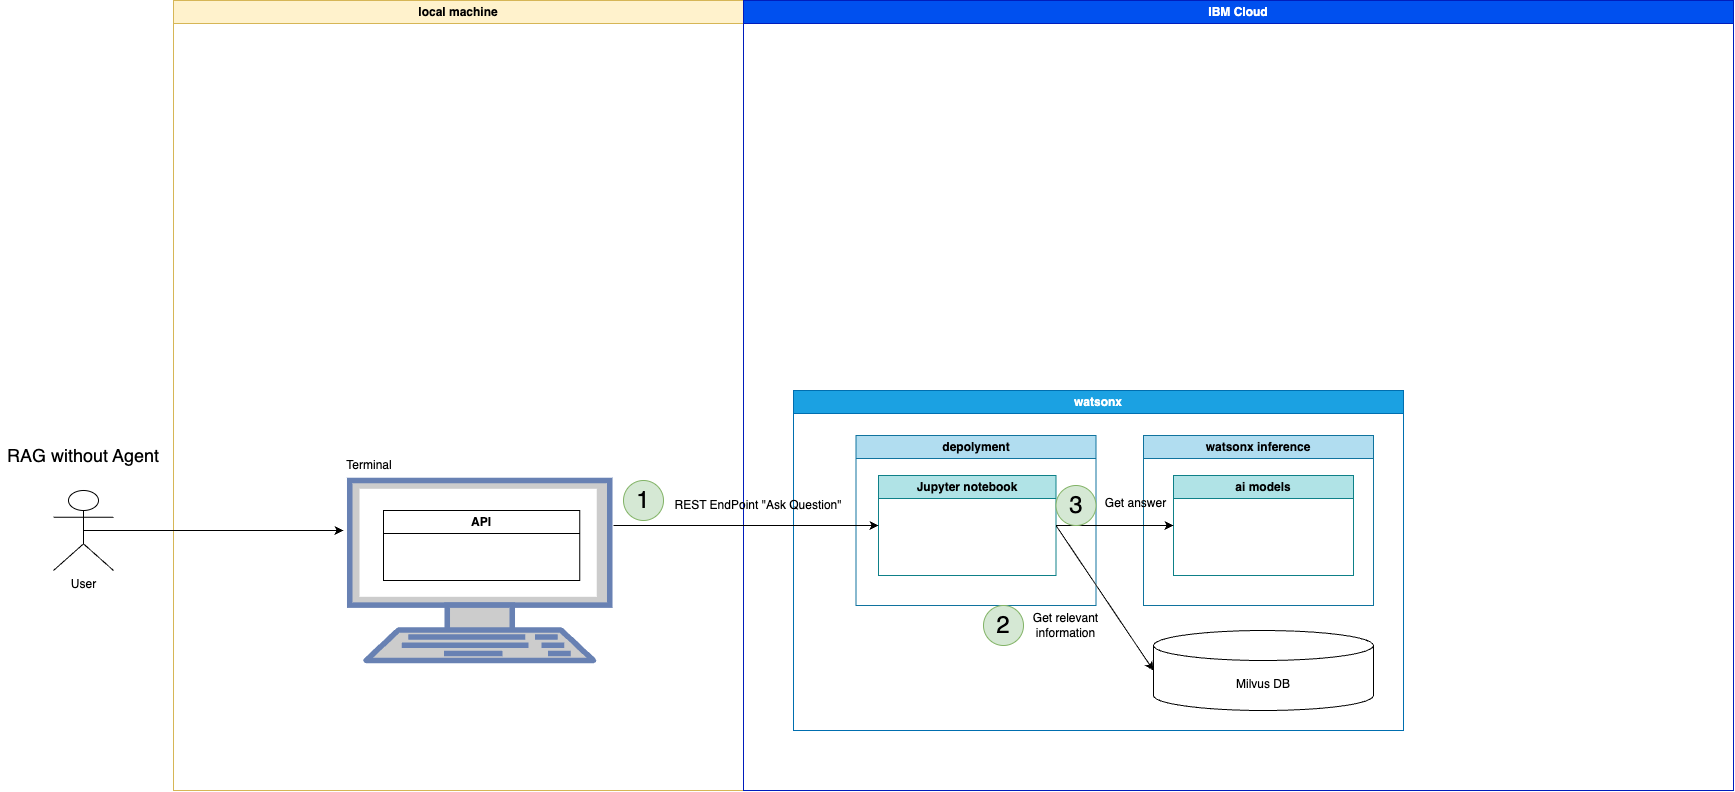 local machine
IBM Cloud
watsonx
depolyment
watsonx inference
RAG without Agent
Terminal
Jupyter notebook
ai models
1
REST EndPoint "Ask Question"
3
Get answer
API
User
2
Get relevant
information
Milvus DB